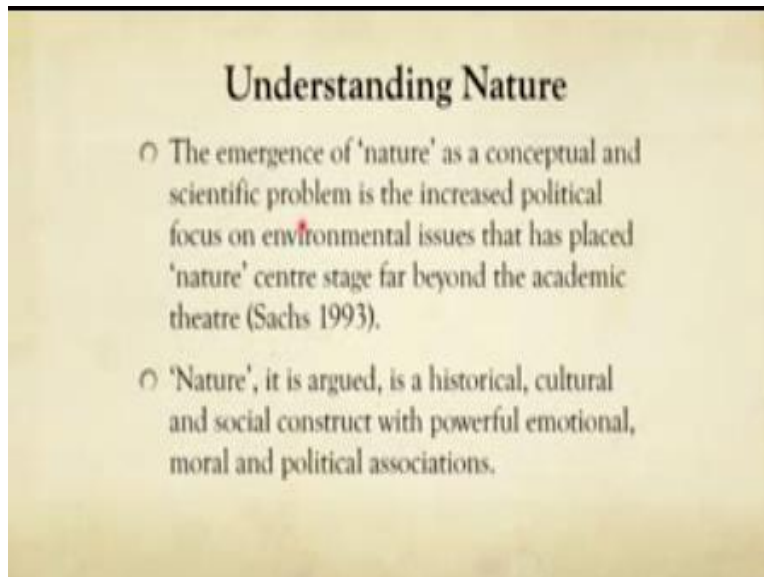 Understanding Nature
The emergence of 'nature' as a conceptual and
scientific problem is the increased political
focus on environmental issues that has placed
'nature' centre stage far beyond the academic
theatre (Sachs 1993).
'Nature', it is argued, is a historical, cultural
and social construct with powerful emotional,
moral and political associations.